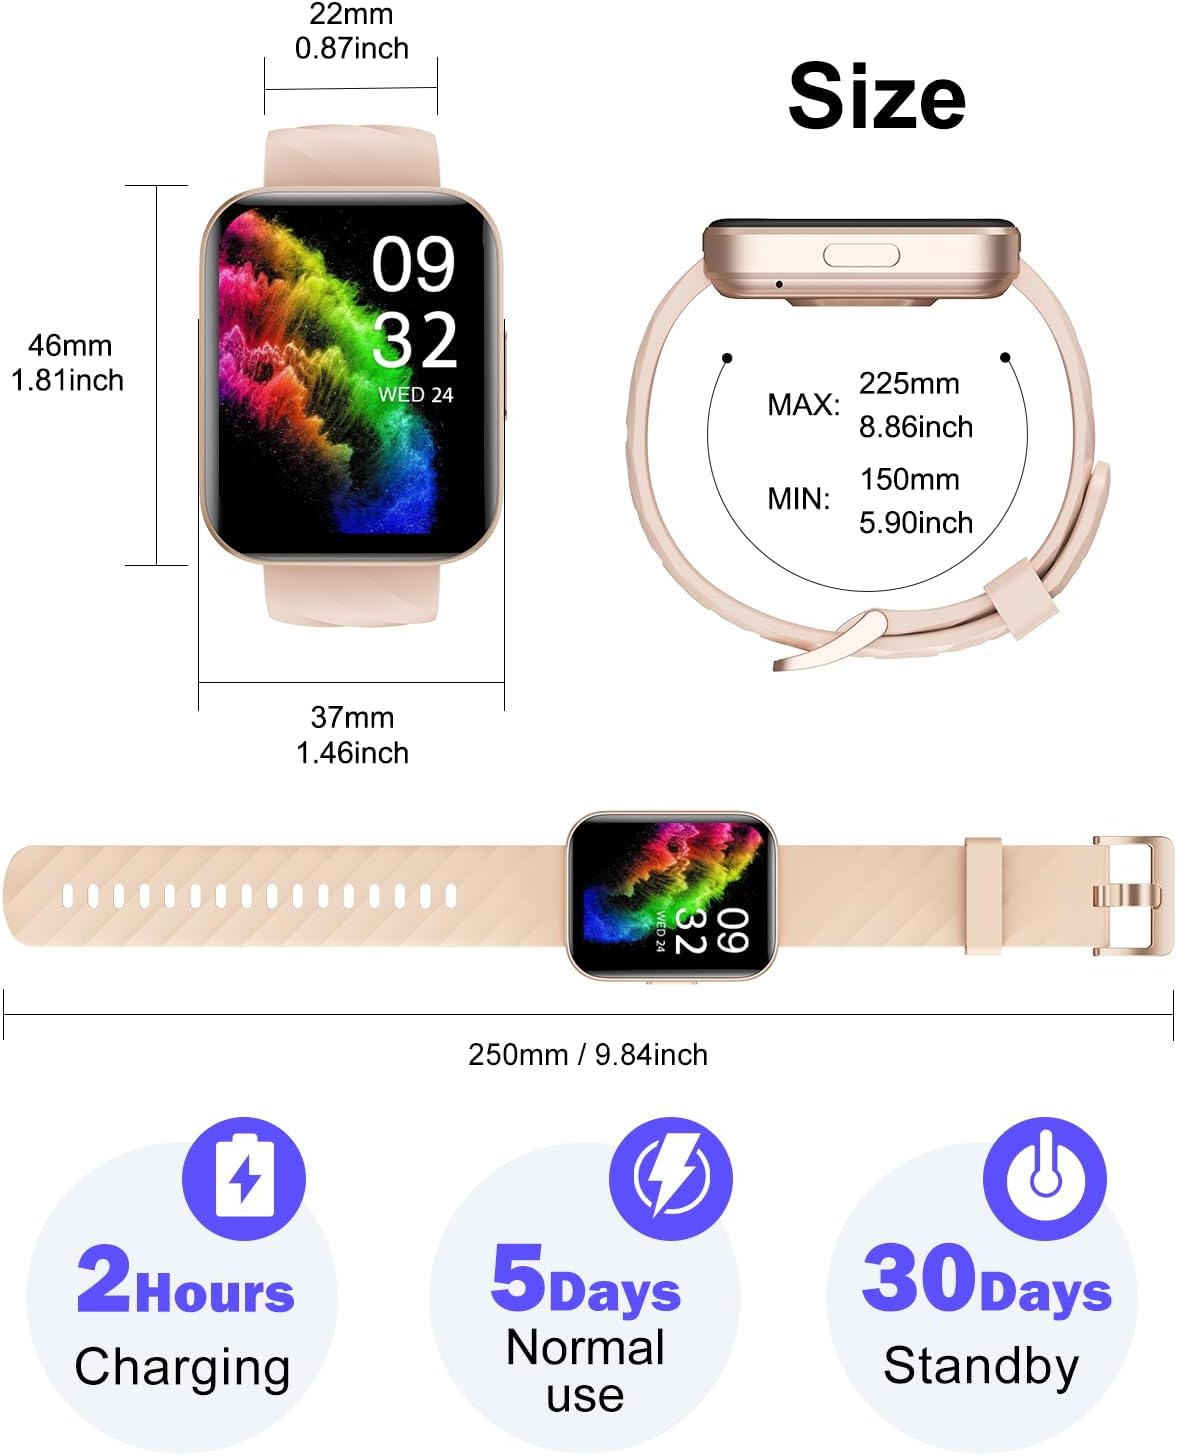 22mm
0.87inch
Size
09
32
WED 24
46mm
1.81inch
MAX: 225mm
8.86inch
MIN: 150mm
5.90inch
37mm
1.46inch
09
32
WED 24
250mm / 9.84inch
2Hours
Charging
5Days
Normal
use
30Days
Standby